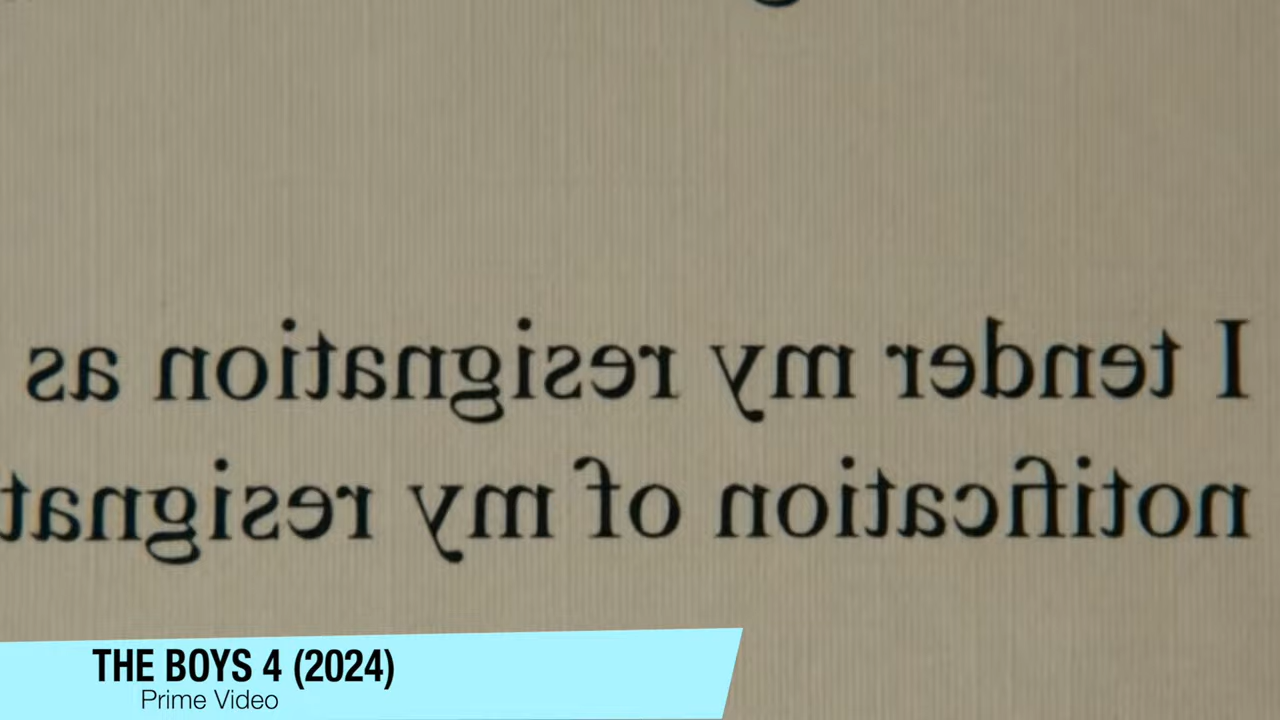 I tender my resignation as
notification of my resignat
THE BOYS 4 (2024)
Prime Video